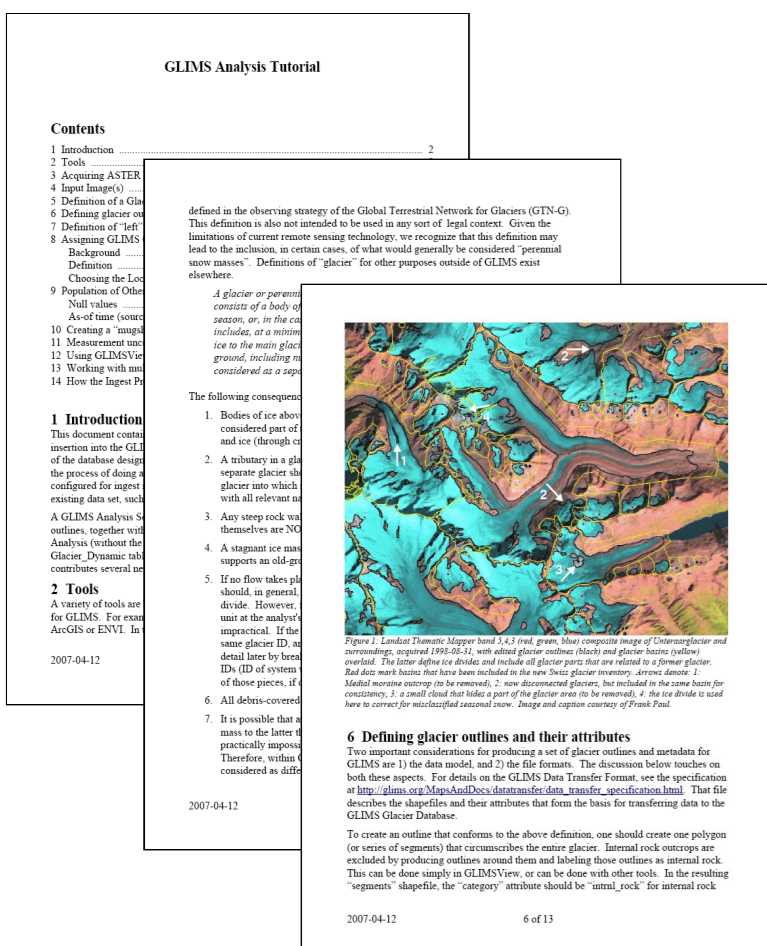 GLIMS Analysis Tutorial
Contents
1 Introduction ........ 2
2 Tools ........
3 Acquiring ASTER
4 Input Image(s) ........
5 Definition of a Gla
6 Defining glacier ou
7 Definition of “left”
8 Assigning GLIMS
Background ........
Definition ........
Choosing the Loc
9 Population of Othe
Null values ........
As-of time (sourc
10 Creating a “mugsh
11 Measurement unc
12 Using GLIMSVie
13 Working with mul
14 How the Ingest Pr
1 Introduction
This document contai
insertion into the GLI
of the database design
the process of doing a
configured for ingest
existing data set, such
A GLIMS Analysis Se
outlines, together with
Analysis (without the
Glacier_Dynamic tabl
contributes several ne
2 Tools
A variety of tools are
for GLIMS. For exam
ArcGIS or ENVI. In t
2007-04-12
defined in the observing strategy of the Global Terrestrial Network for Glaciers (GTN-G).
This definition is also not intended to be used in any sort of legal context. Given the
limitations of current remote sensing technology, we recognize that this definition may
lead to the inclusion, in certain cases, of what would generally be considered “perennial
snow masses”. Definitions of “glacier” for other purposes outside of GLIMS exist
elsewhere.
A glacier or perenni
consists of a body of
season, or, in the cas
includes, at a minim
ice to the main glaci
ground, including nu
considered as a sepa
The following consequenc
1. Bodies of ice above
considered part of
and ice (through cr
2. A tributary in a gla
separate glacier sho
glacier into which
with all relevant na
3. Any steep rock wal
themselves are NO
4. A stagnant ice mas
supports an old-gro
5. If no flow takes pla
should, in general,
divide. However,
unit at the analyst's
impractical. If the
same glacier ID, an
detail later by breal
IDs (ID of system
of those pieces, if
6. All debris-covered
7. It is possible that a
mass to the latter th
practically impossi
Therefore, within G
considered as diffe
2007-04-12
2
4
1
2
3
Figure 1: Landsat Thematic Mapper band 5,4,3 (red, green, blue) composite image of Unteraarglacier and
surroundings, acquired 1998-08-31, with edited glacier outlines (black) and glacier basins (yellow)
overlaid. The latter define ice divides and include all glacier parts that are related to a former glacier.
Red dots mark basins that have been included in the new Swiss glacier inventory. Arrows denote: 1:
Medial moraine outcrop (to be removed), 2: now disconnected glaciers, but included in the same basin for
consistency, 3: a small cloud that hides a part of the glacier area (to be removed), 4: the ice divide is used
here to correct for misclassified seasonal snow. Image and caption courtesy of Frank Paul.
6 Defining glacier outlines and their attributes
Two important considerations for producing a set of glacier outlines and metadata for
GLIMS are 1) the data model, and 2) the file formats. The discussion below touches on
both these aspects. For details on the GLIMS Data Transfer Format, see the specification
at http://glims.org/MapsAndDocs/datatransfer/data_transfer_specification.html. That file
describes the shapefiles and their attributes that form the basis for transferring data to the
GLIMS Glacier Database.
To create an outline that conforms to the above definition, one should create one polygon
(or series of segments) that circumscribes the entire glacier. Internal rock outcrops are
excluded by producing outlines around them and labeling those outlines as internal rock.
This can be done simply in GLIMSView, or can be done with other tools. In the resulting
“segments” shapefile, the “category” attribute should be “intrnl_rock” for internal rock
2007-04-12 6 of 13